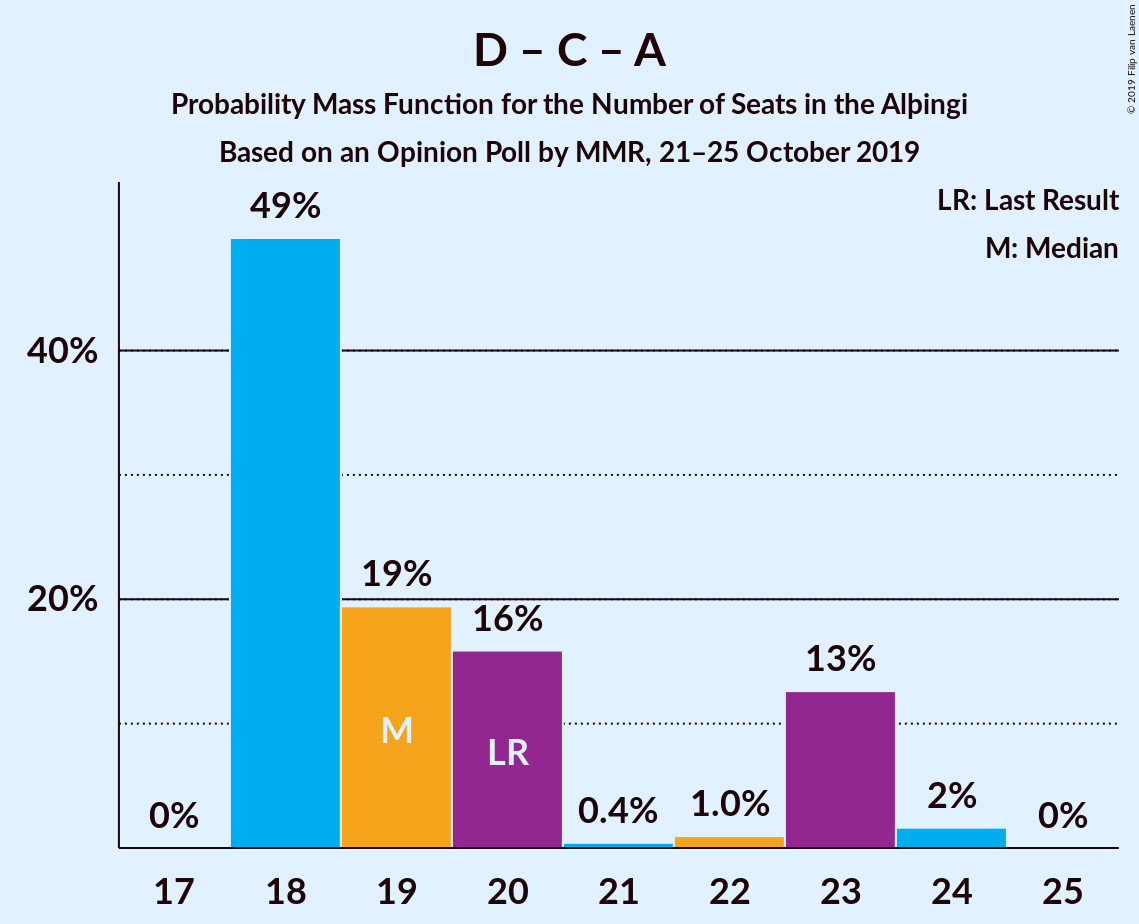 D – C – A
Probability Mass Function for the Number of Seats in the Alþingi
Based on an Opinion Poll by MMR, 21–25 October 2019
© 2019 Filip van Laenen
LR: Last Result
M: Median
49%
40%
19%
20%
16%
13%
M
LR
0%
0.4%
1.0%
2%
0%
17 18 19 20 21 22 23 24 25